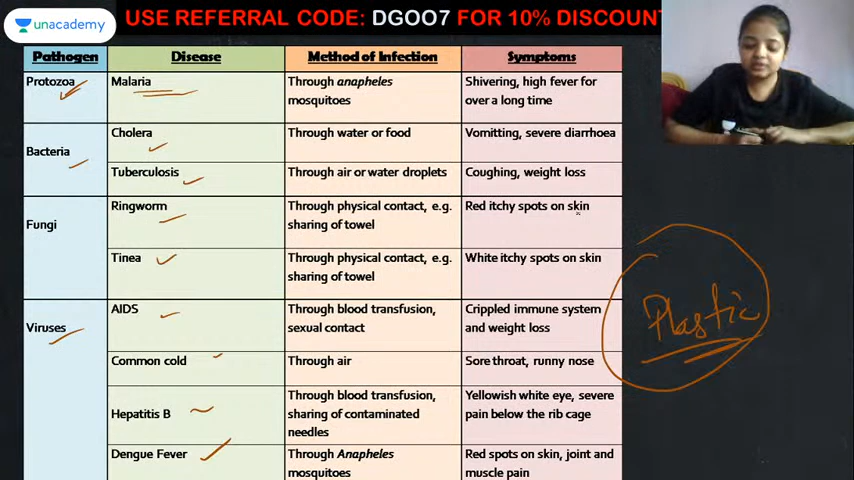 unacademy
USE REFERRAL CODE: DGOO7 FOR 10% DISCOUNT
Pathogen
Disease
Method of Infection
Symptoms
Protozoa
Malaria
Through anapheles
mosquitoes
Shivering, high fever for
over a long time
Bacteria
Cholera
Through water or food
Vomitting, severe diarrhoea
Tuberculosis
Through air or water droplets
Coughing, weight loss
Fungi
Ringworm
Through physical contact, e.g.
sharing of towel
Red itchy spots on skin
Tinea
Through physical contact, e.g.
sharing of towel
White itchy spots on skin
Viruses
AIDS
Through blood transfusion,
sexual contact
Crippled immune system
and weight loss
Common cold
Through air
Sore throat, runny nose
Hepatitis B
Through blood transfusion,
sharing of contaminated
needles
Yellowish white eye, severe
pain below the rib cage
Dengue Fever
Through Anapheles
mosquitoes
Red spots on skin, joint and
muscle pain
Plastic